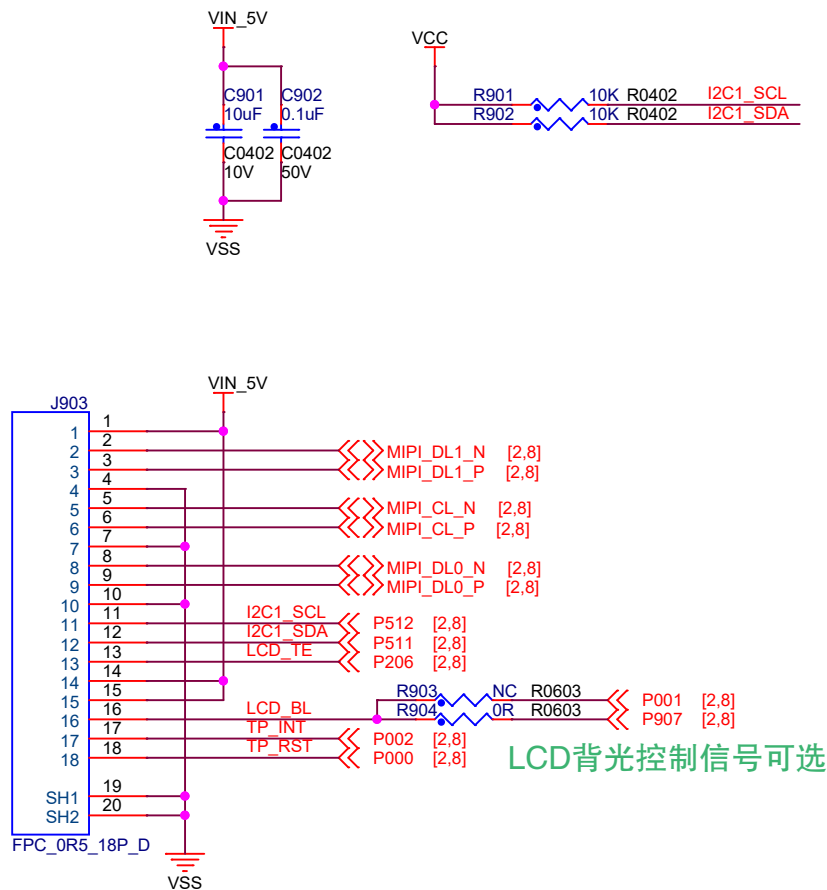 VIN_5V
C901 C902
10uF 0.1uF
C0402 C0402
10V 50V
VSS
VCC
R901 10K R0402 I2C1_SCL
R902 10K R0402 I2C1_SDA
VIN_5V
J903
1 1
2 2 MIPI_DL1_N [2,8]
3 3 MIPI_DL1_P [2,8]
4 4
5 5 MIPI_CL_N [2,8]
6 6 MIPI_CL_P [2,8]
7 7
8 8 MIPI_DL0_N [2,8]
9 9 MIPI_DL0_P [2,8]
10 10
11 11 I2C1_SCL P512 [2,8]
12 12 I2C1_SDA P511 [2,8]
13 13 LCD_TE P206 [2,8]
14 14
15 15 R903 NC R0603 P001 [2,8]
16 16 LCD_BL R904 0R R0603 P907 [2,8]
17 17 TP_INT P002 [2,8]
18 18 TP_RST P000 [2,8]
LCD背光控制信号可选
SH1 19
SH2 20
FPC_0R5_18P_D
VSS